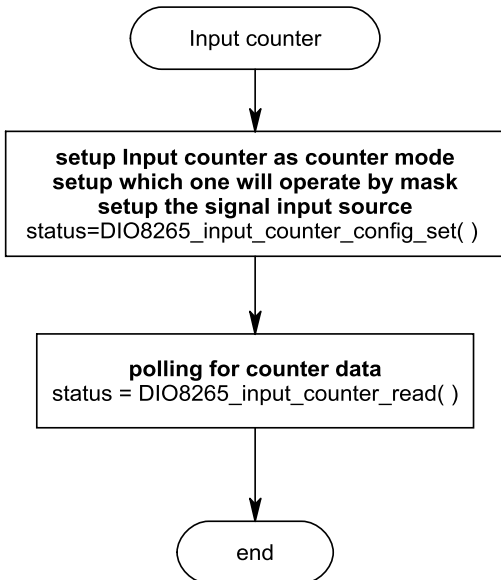 Input counter
setup Input counter as counter mode
setup which one will operate by mask
setup the signal input source
status=DIO8265_input_counter_config_set( )
polling for counter data
status = DIO8265_input_counter_read( )
end